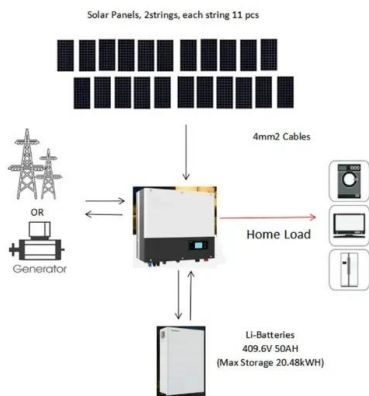 Solar Panels, 2strings, each string 11 pcs
4mm2 Cables
OR
Generator
Home Load
Li-Batteries
409.6V 50AH
(Max Storage 20.48kWH)